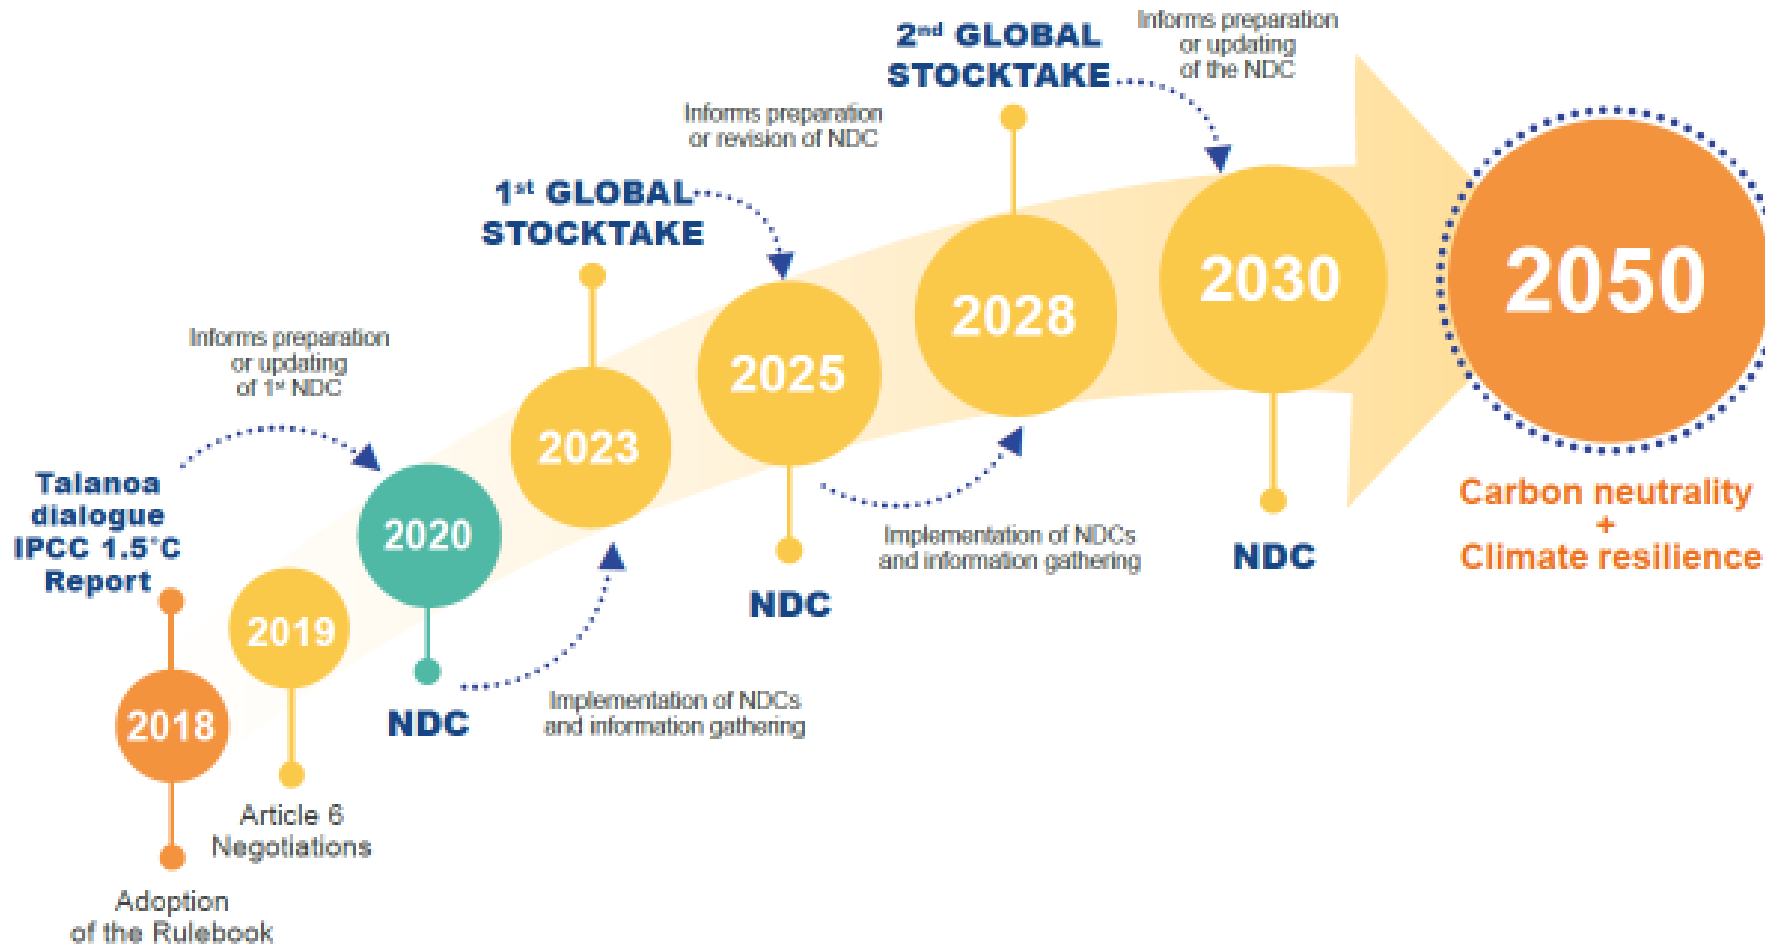 Talanoa
dialogue
IPCC 1.5°C
Report
2018
Adoption
of the Rulebook
2019
Article 6
Negotiations
Informs preparation
or updating
of 1st NDC
2020
NDC
Implementation of NDCs
and information gathering
1st GLOBAL
STOCKTAKE
2023
Informs preparation
or revision of NDC
2025
NDC
Implementation of NDCs
and information gathering
2nd GLOBAL
STOCKTAKE
2028
Informs preparation
or updating
of the NDC
2030
NDC
2050
Carbon neutrality
+
Climate resilience